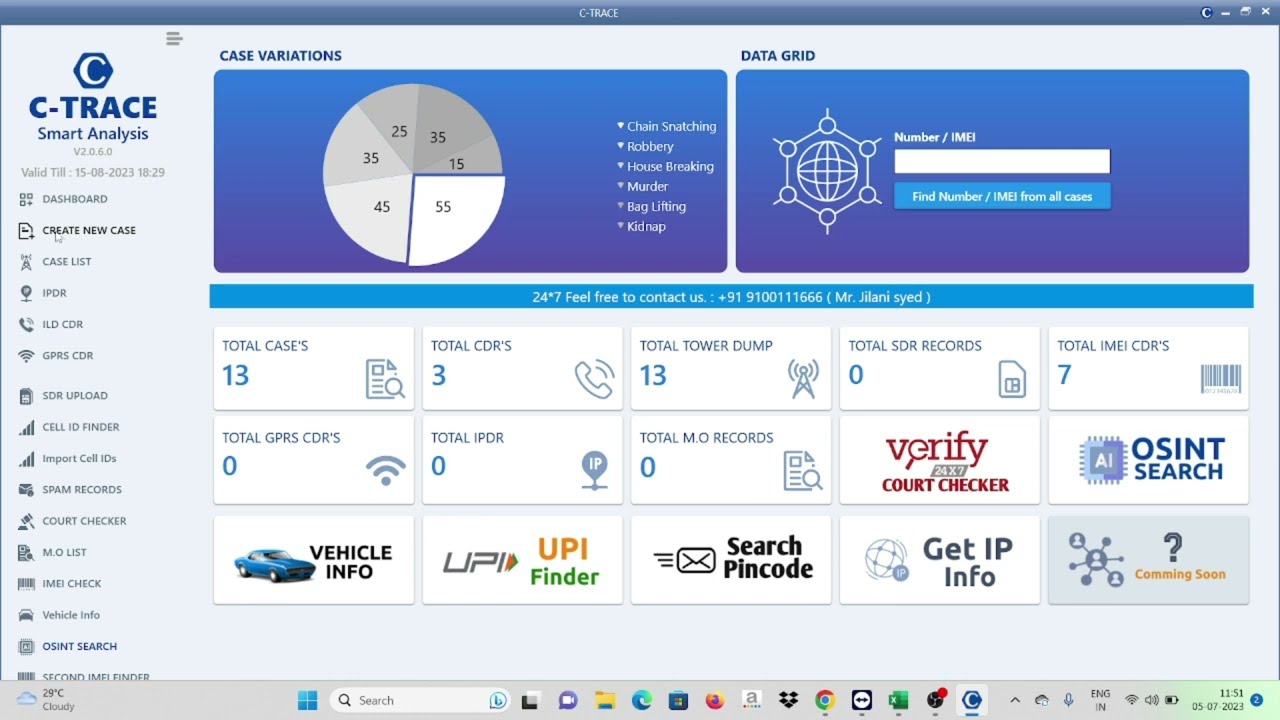 C-TRACE
C
C
C-TRACE
Smart Analysis
V2.0.6.0
Valid Till : 15-08-2023 18:29
DASHBOARD
CREATE NEW CASE
CASE LIST
IPDR
ILD CDR
GPRS CDR
SDR UPLOAD
CELL ID FINDER
Import Cell IDs
SPAM RECORDS
COURT CHECKER
M.O LIST
IMEI CHECK
Vehicle Info
OSINT SEARCH
SECOND IMEI FINDER
CASE VARIATIONS
25
35
35
15
45
55
Chain Snatching
Robbery
House Breaking
Murder
Bag Lifting
Kidnap
DATA GRID
Number / IMEI
Find Number / IMEI from all cases
24*7 Feel free to contact us. : +91 9100111666 ( Mr. Jilani syed )
TOTAL CASE'S
13
TOTAL CDR'S
3
TOTAL TOWER DUMP
13
TOTAL SDR RECORDS
0
TOTAL IMEI CDR'S
7
TOTAL GPRS CDR'S
0
TOTAL IPDR
0
IP
TOTAL M.O RECORDS
0
verify
24X7
COURT CHECKER
AI
OSINT
SEARCH
VEHICLE
INFO
UPI
UPI
Finder
Search
Pincode
IP
Get IP
Info
?
Comming Soon
29°C
Cloudy
Search
ENG
IN
11:51
05-07-2023
2